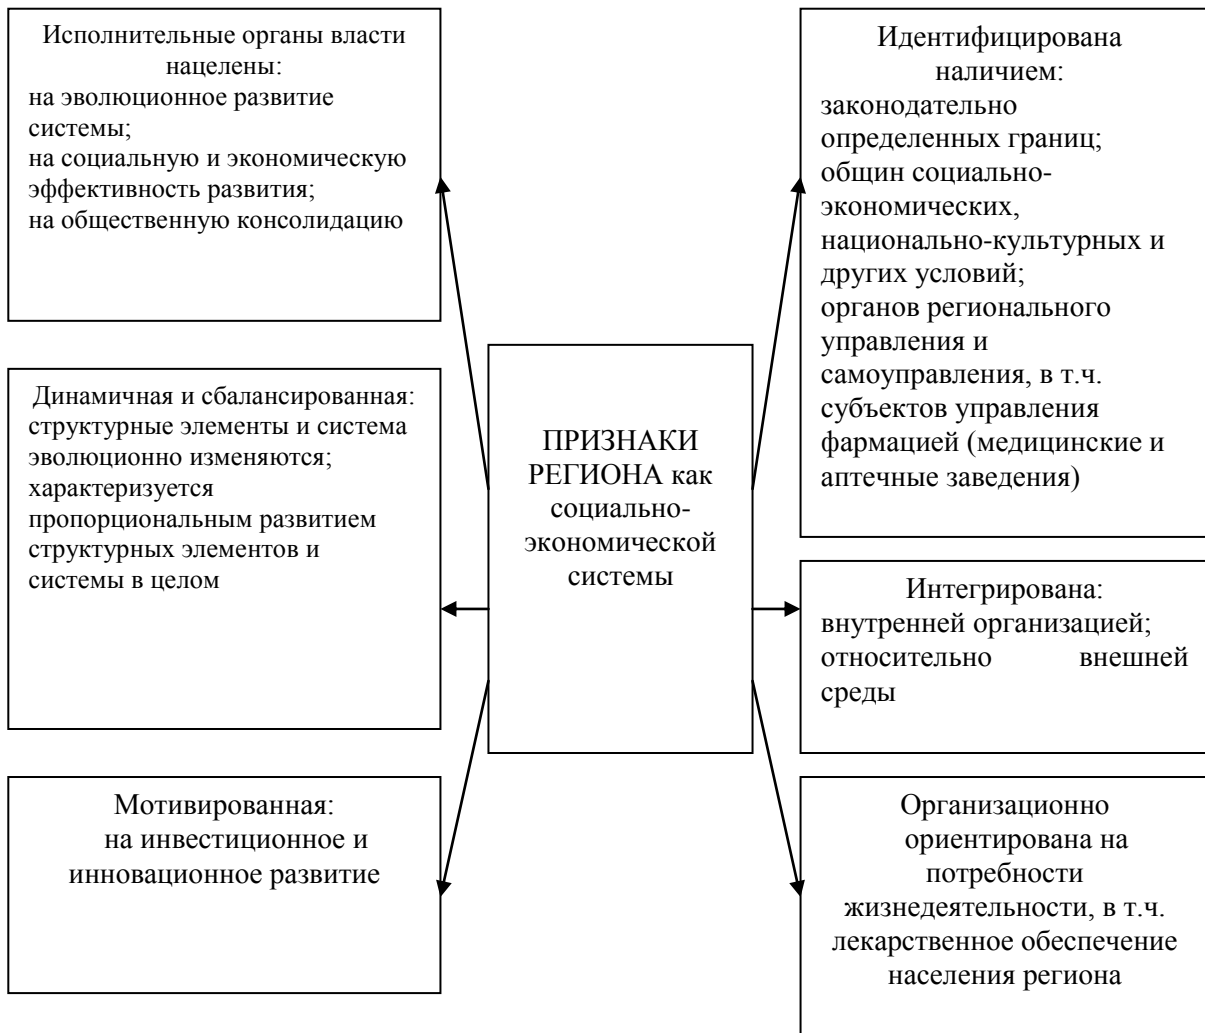 Исполнительные органы власти
нацелены:
на эволюционное развитие
системы;
на социальную и экономическую
эффективность развития;
на общественную консолидацию
Динамичная и сбалансированная:
структурные элементы и система
эволюционно изменяются;
характеризуется
пропорциональным развитием
структурных элементов и
системы в целом
Мотивированная:
на инвестиционное и
инновационное развитие
ПРИЗНАКИ
РЕГИОНА как
социально-
экономической
системы
Идентифицирована
наличием:
законодательно
определенных границ;
общин социально-
экономических,
национально-культурных и
других условий;
органов регионального
управления и
самоуправления, в т.ч.
субъектов управления
фармацией (медицинские и
аптечные заведения)
Интегрирована:
внутренней организацией;
относительно внешней
среды
Организационно
ориентирована на
потребности
жизнедеятельности, в т.ч.
лекарственное обеспечение
населения региона